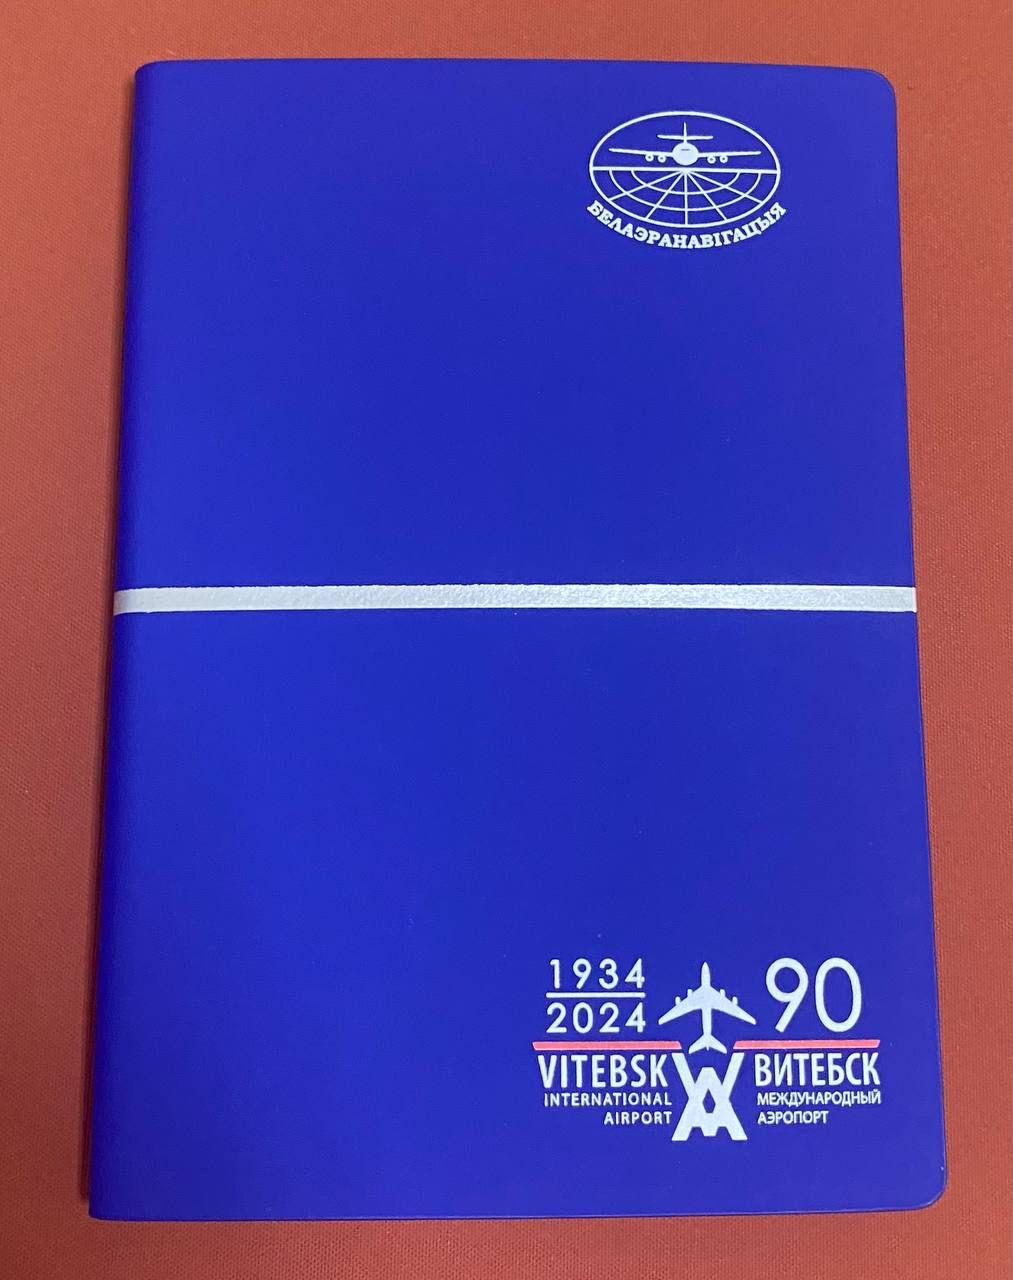 БЕЛАЭРАНАВІГАЦЫЯ
1934
2024
90
VITEBSK
INTERNATIONAL
AIRPORT
ВИТЕБСК
МЕЖДУНАРОДНЫЙ
АЭРОПОРТ